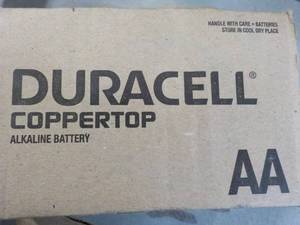 HANDLE WITH CARE • BATTERIES
STORE IN COOL DRY PLACE
DURACELL®
COPPERTOP
ALKALINE BATTERY
AA